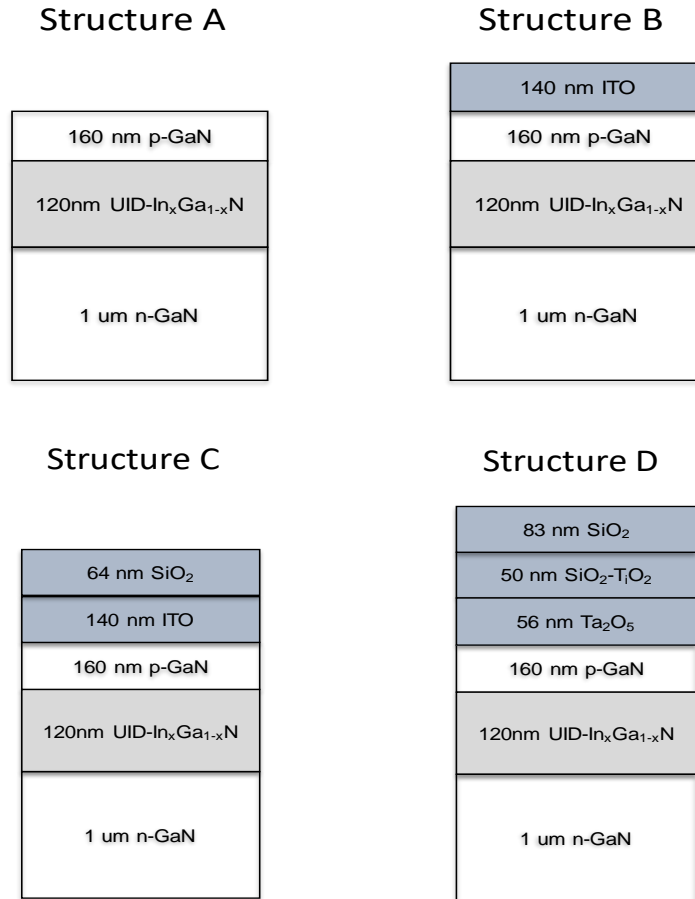 Structure A
160 nm p-GaN
120nm UID-InₓGa₁₋ₓN
1 um n-GaN
Structure B
140 nm ITO
160 nm p-GaN
120nm UID-InₓGa₁₋ₓN
1 um n-GaN
Structure C
64 nm SiO₂
140 nm ITO
160 nm p-GaN
120nm UID-InₓGa₁₋ₓN
1 um n-GaN
Structure D
83 nm SiO₂
50 nm SiO₂-TᵢO₂
56 nm Ta₂O₅
160 nm p-GaN
120nm UID-InₓGa₁₋ₓN
1 um n-GaN